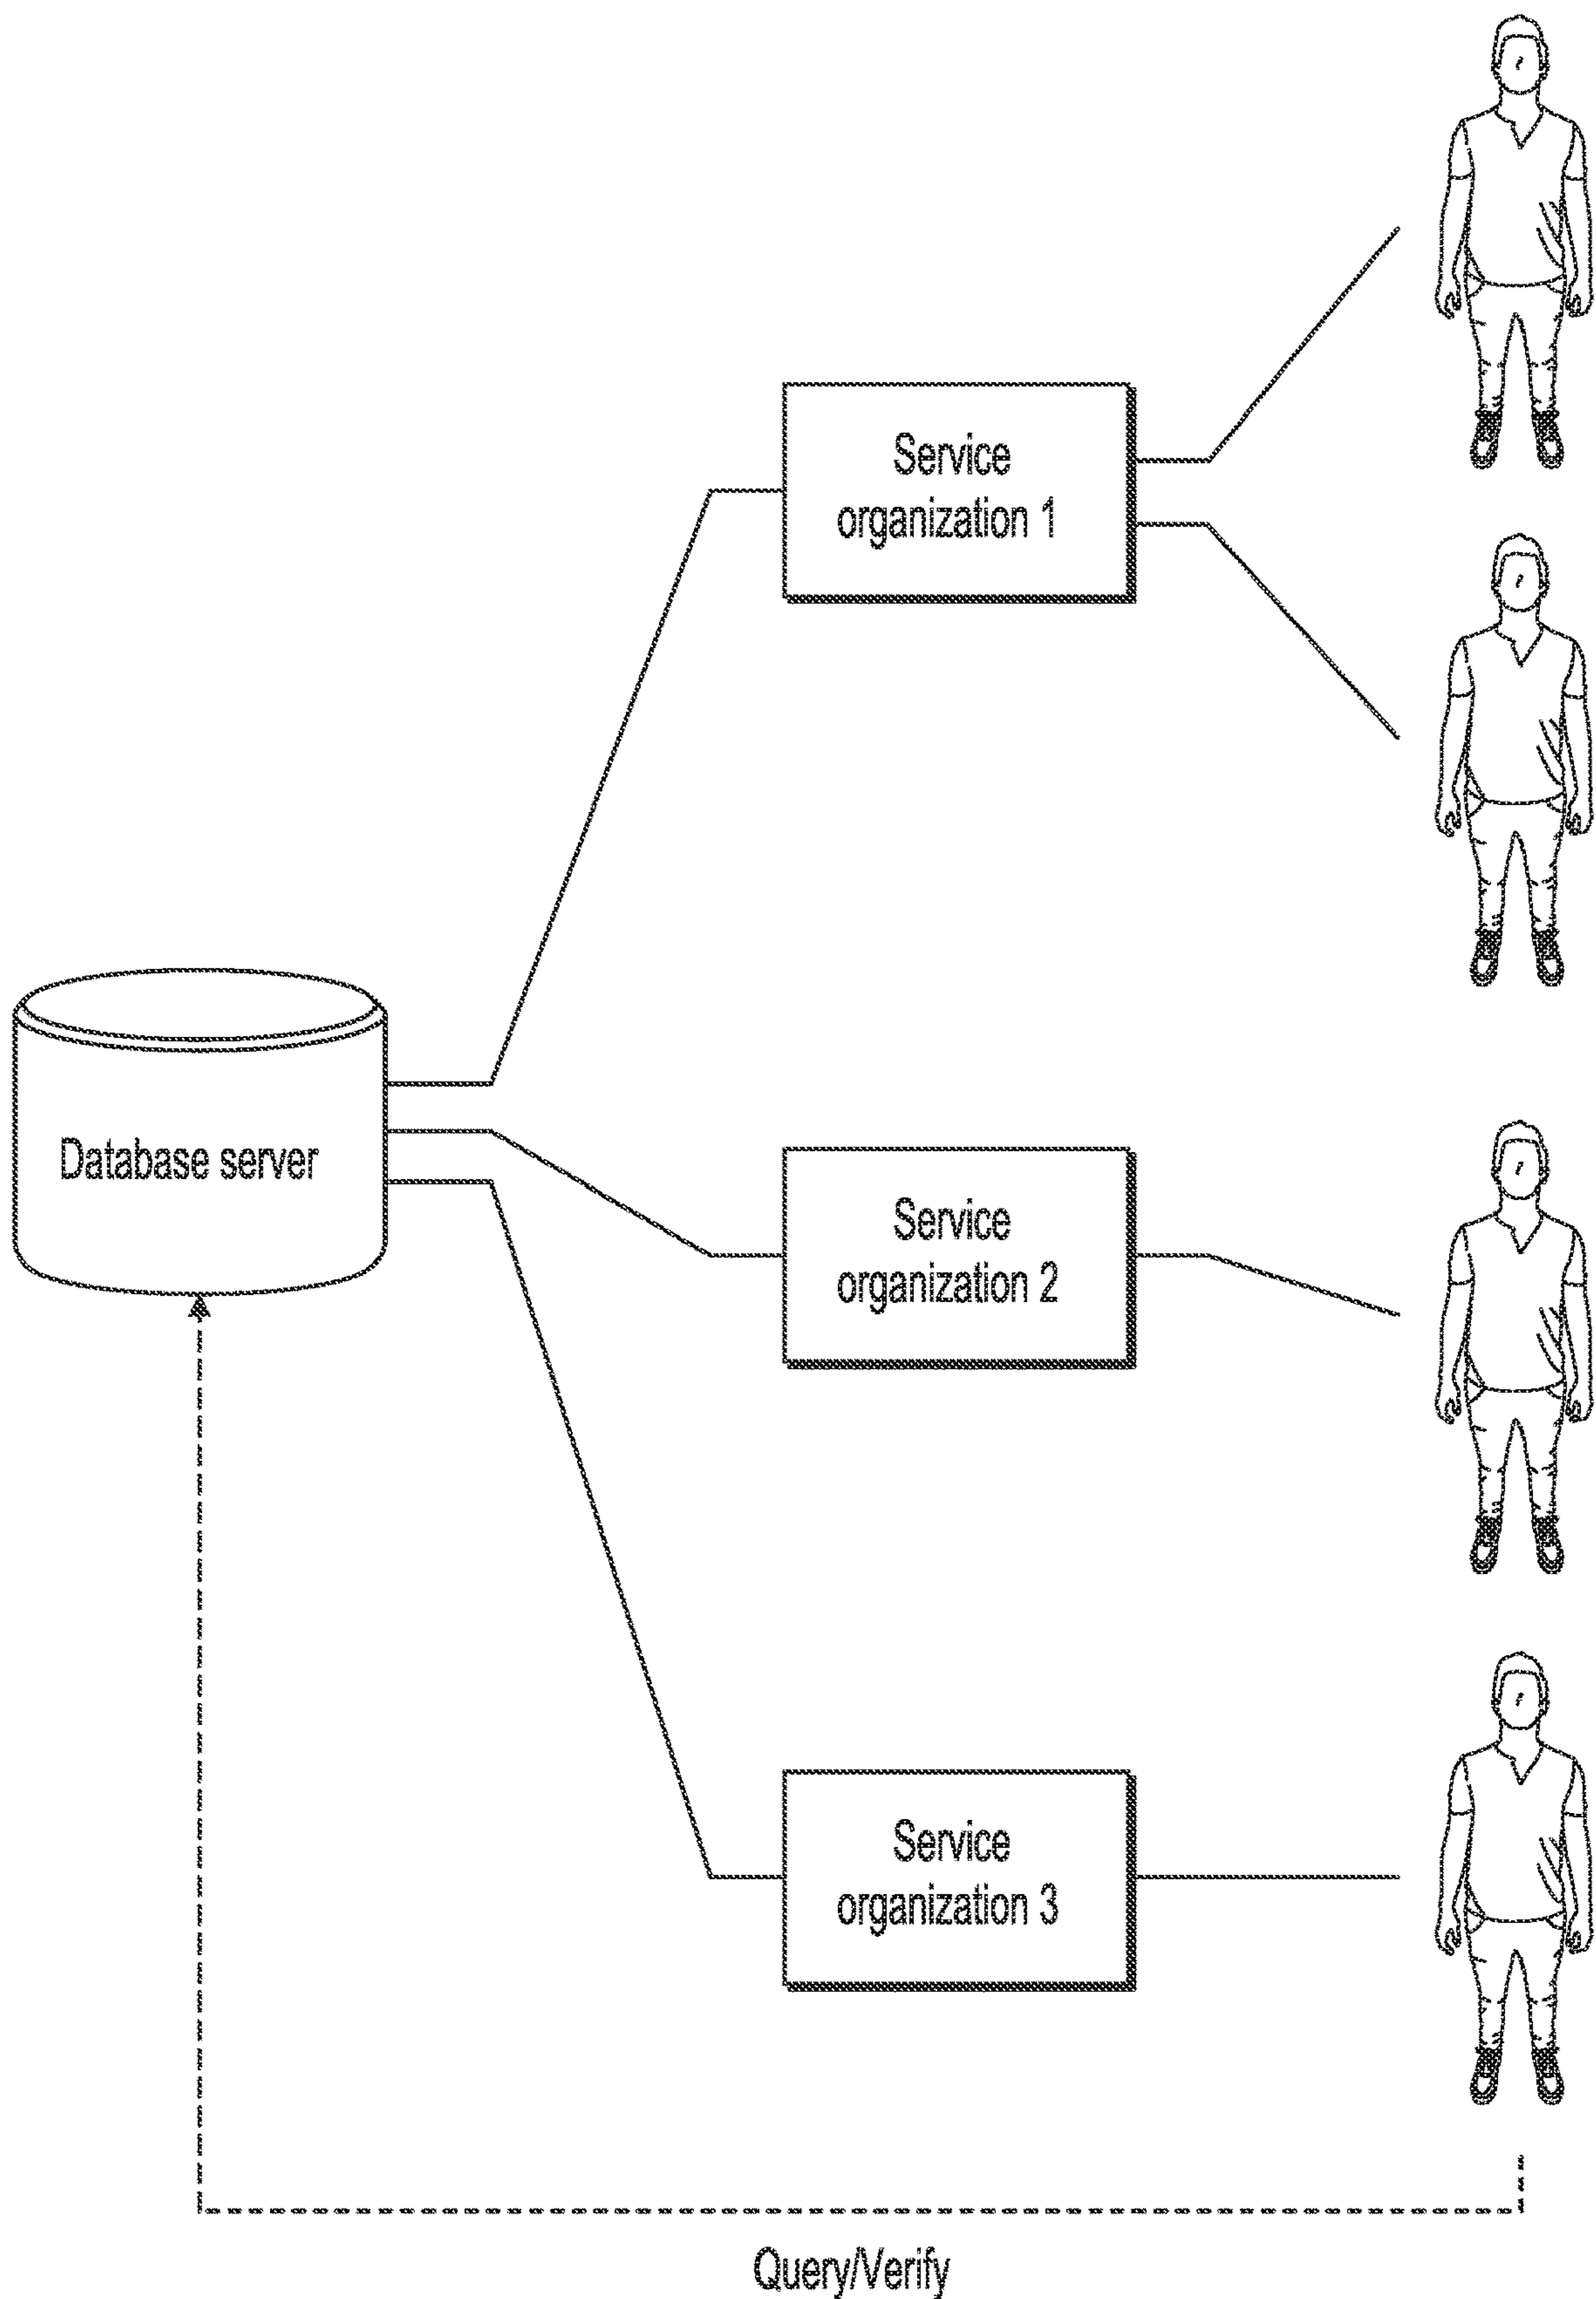 Service
organization 1
Database server
Service
organization 2
Service
organization 3
Query/Verify